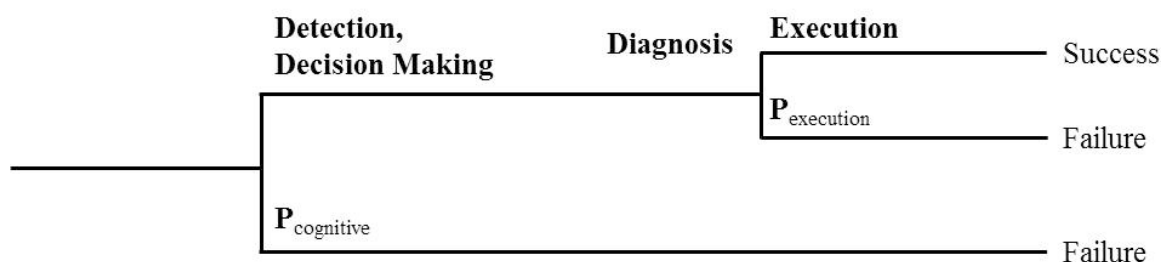 Detection,
Decision Making
Diagnosis
Execution
Success
Pexecution
Failure
Pcognitive
Failure